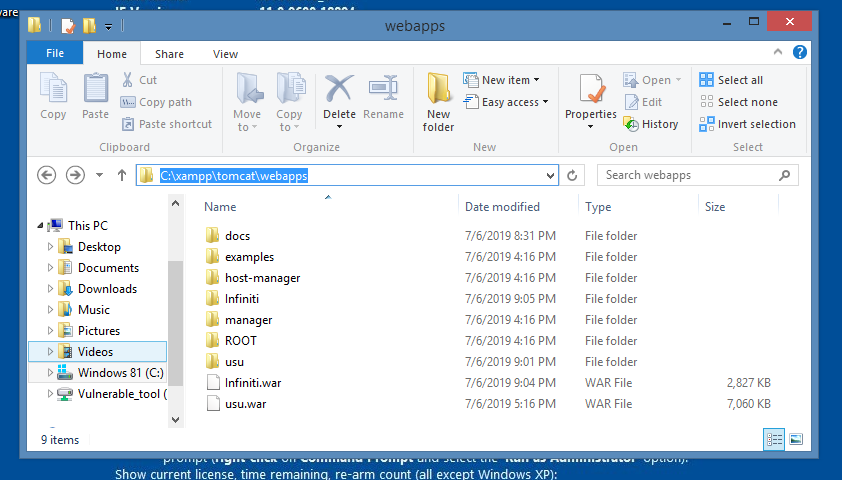 ware
IE Version 11.0.9600.18894
webapps
File Home Share View
Copy
Paste
Cut
Copy path
Paste shortcut
Clipboard
Move to
Copy to
Delete
Rename
Organize
New folder
New item
Easy access
New
Properties
Open
Edit
History
Open
Select all
Select none
Invert selection
Select
C:\xampp\tomcat\webapps
Search webapps
This PC
Desktop
Documents
Downloads
Music
Pictures
Videos
Windows 81 (C:)
Vulnerable_tool (
Name Date modified Type Size
docs 7/6/2019 8:31 PM File folder
examples 7/6/2019 4:16 PM File folder
host-manager 7/6/2019 4:16 PM File folder
Infiniti 7/6/2019 9:05 PM File folder
manager 7/6/2019 4:16 PM File folder
ROOT 7/6/2019 4:16 PM File folder
usu 7/6/2019 9:01 PM File folder
Infiniti.war 7/6/2019 9:04 PM WAR File 2,827 KB
usu.war 7/6/2019 5:16 PM WAR File 7,060 KB
9 items
prompt (right-click on Command Prompt and select the "Run as Administrator" option):
Show current license, time remaining, re-arm count (all except Windows XP):